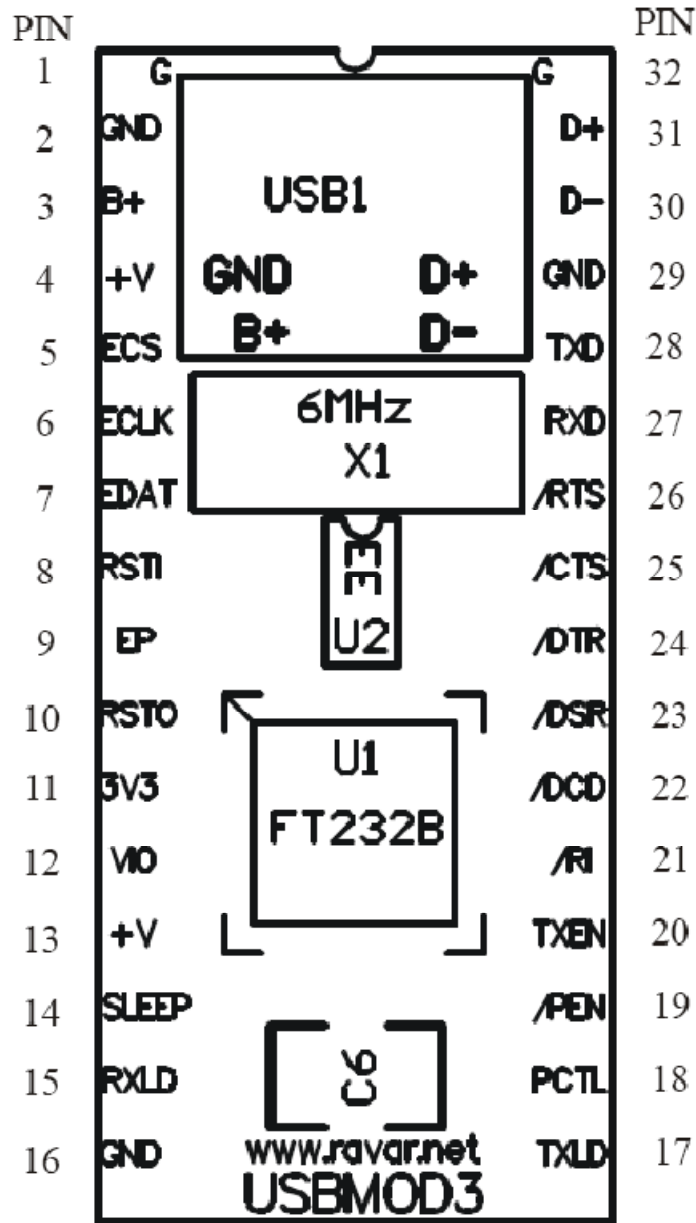 PIN PIN
1 G G 32
2 GND D+ 31
3 B+ USB1 D- 30
4 +V GND D+ GND 29
B+ D-
5 ECS TXD 28
6 ECLK 6MHz RXD 27
X1
7 EDAT /RTS 26
8 RSTI EE /CTS 25
9 EP U2 /DTR 24
10 RSTO /DSR 23
U1
11 3V3 /DCD 22
FT232B
12 VIO /RI 21
13 +V TXEN 20
14 SLEEP /PEN 19
15 RXLD C6 PCTL 18
16 GND www.ravar.net TXLD 17
USBMOD3